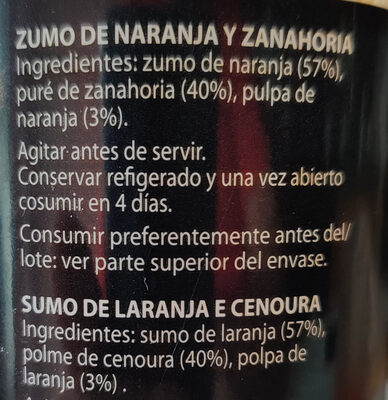 ZUMO DE NARANJA Y ZANAHORIA
Ingredientes: zumo de naranja (57%),
puré de zanahoria (40%), pulpa de
naranja (3%).
Agitar antes de servir.
Conservar refigerado y una vez abierto
cosumir en 4 días.
Consumir preferentemente antes del/
lote: ver parte superior del envase.
SUMO DE LARANJA E CENOURA
Ingredientes: sumo de laranja (57%),
polme de cenoura (40%), polpa de
laranja (3%) .